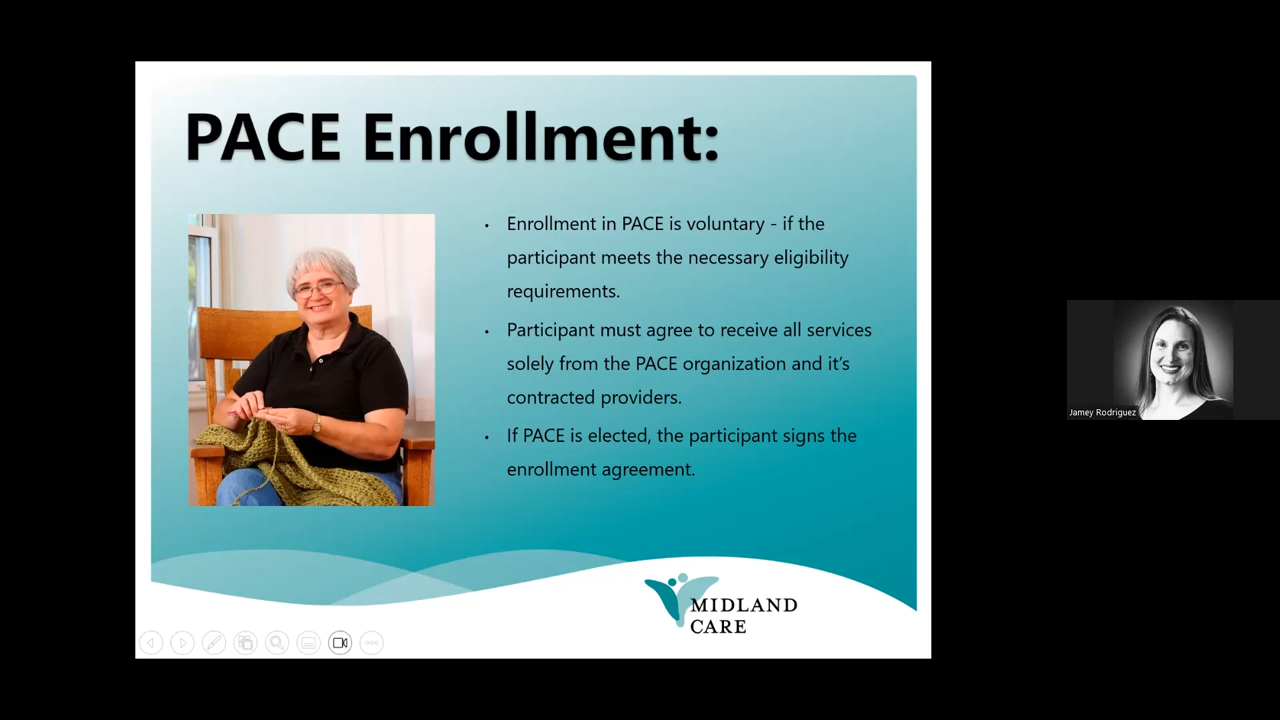 PACE Enrollment:
• Enrollment in PACE is voluntary - if the
participant meets the necessary eligibility
requirements.
• Participant must agree to receive all services
solely from the PACE organization and it's
contracted providers.
• If PACE is elected, the participant signs the
enrollment agreement.
MIDLAND
CARE
Jamey Rodriguez